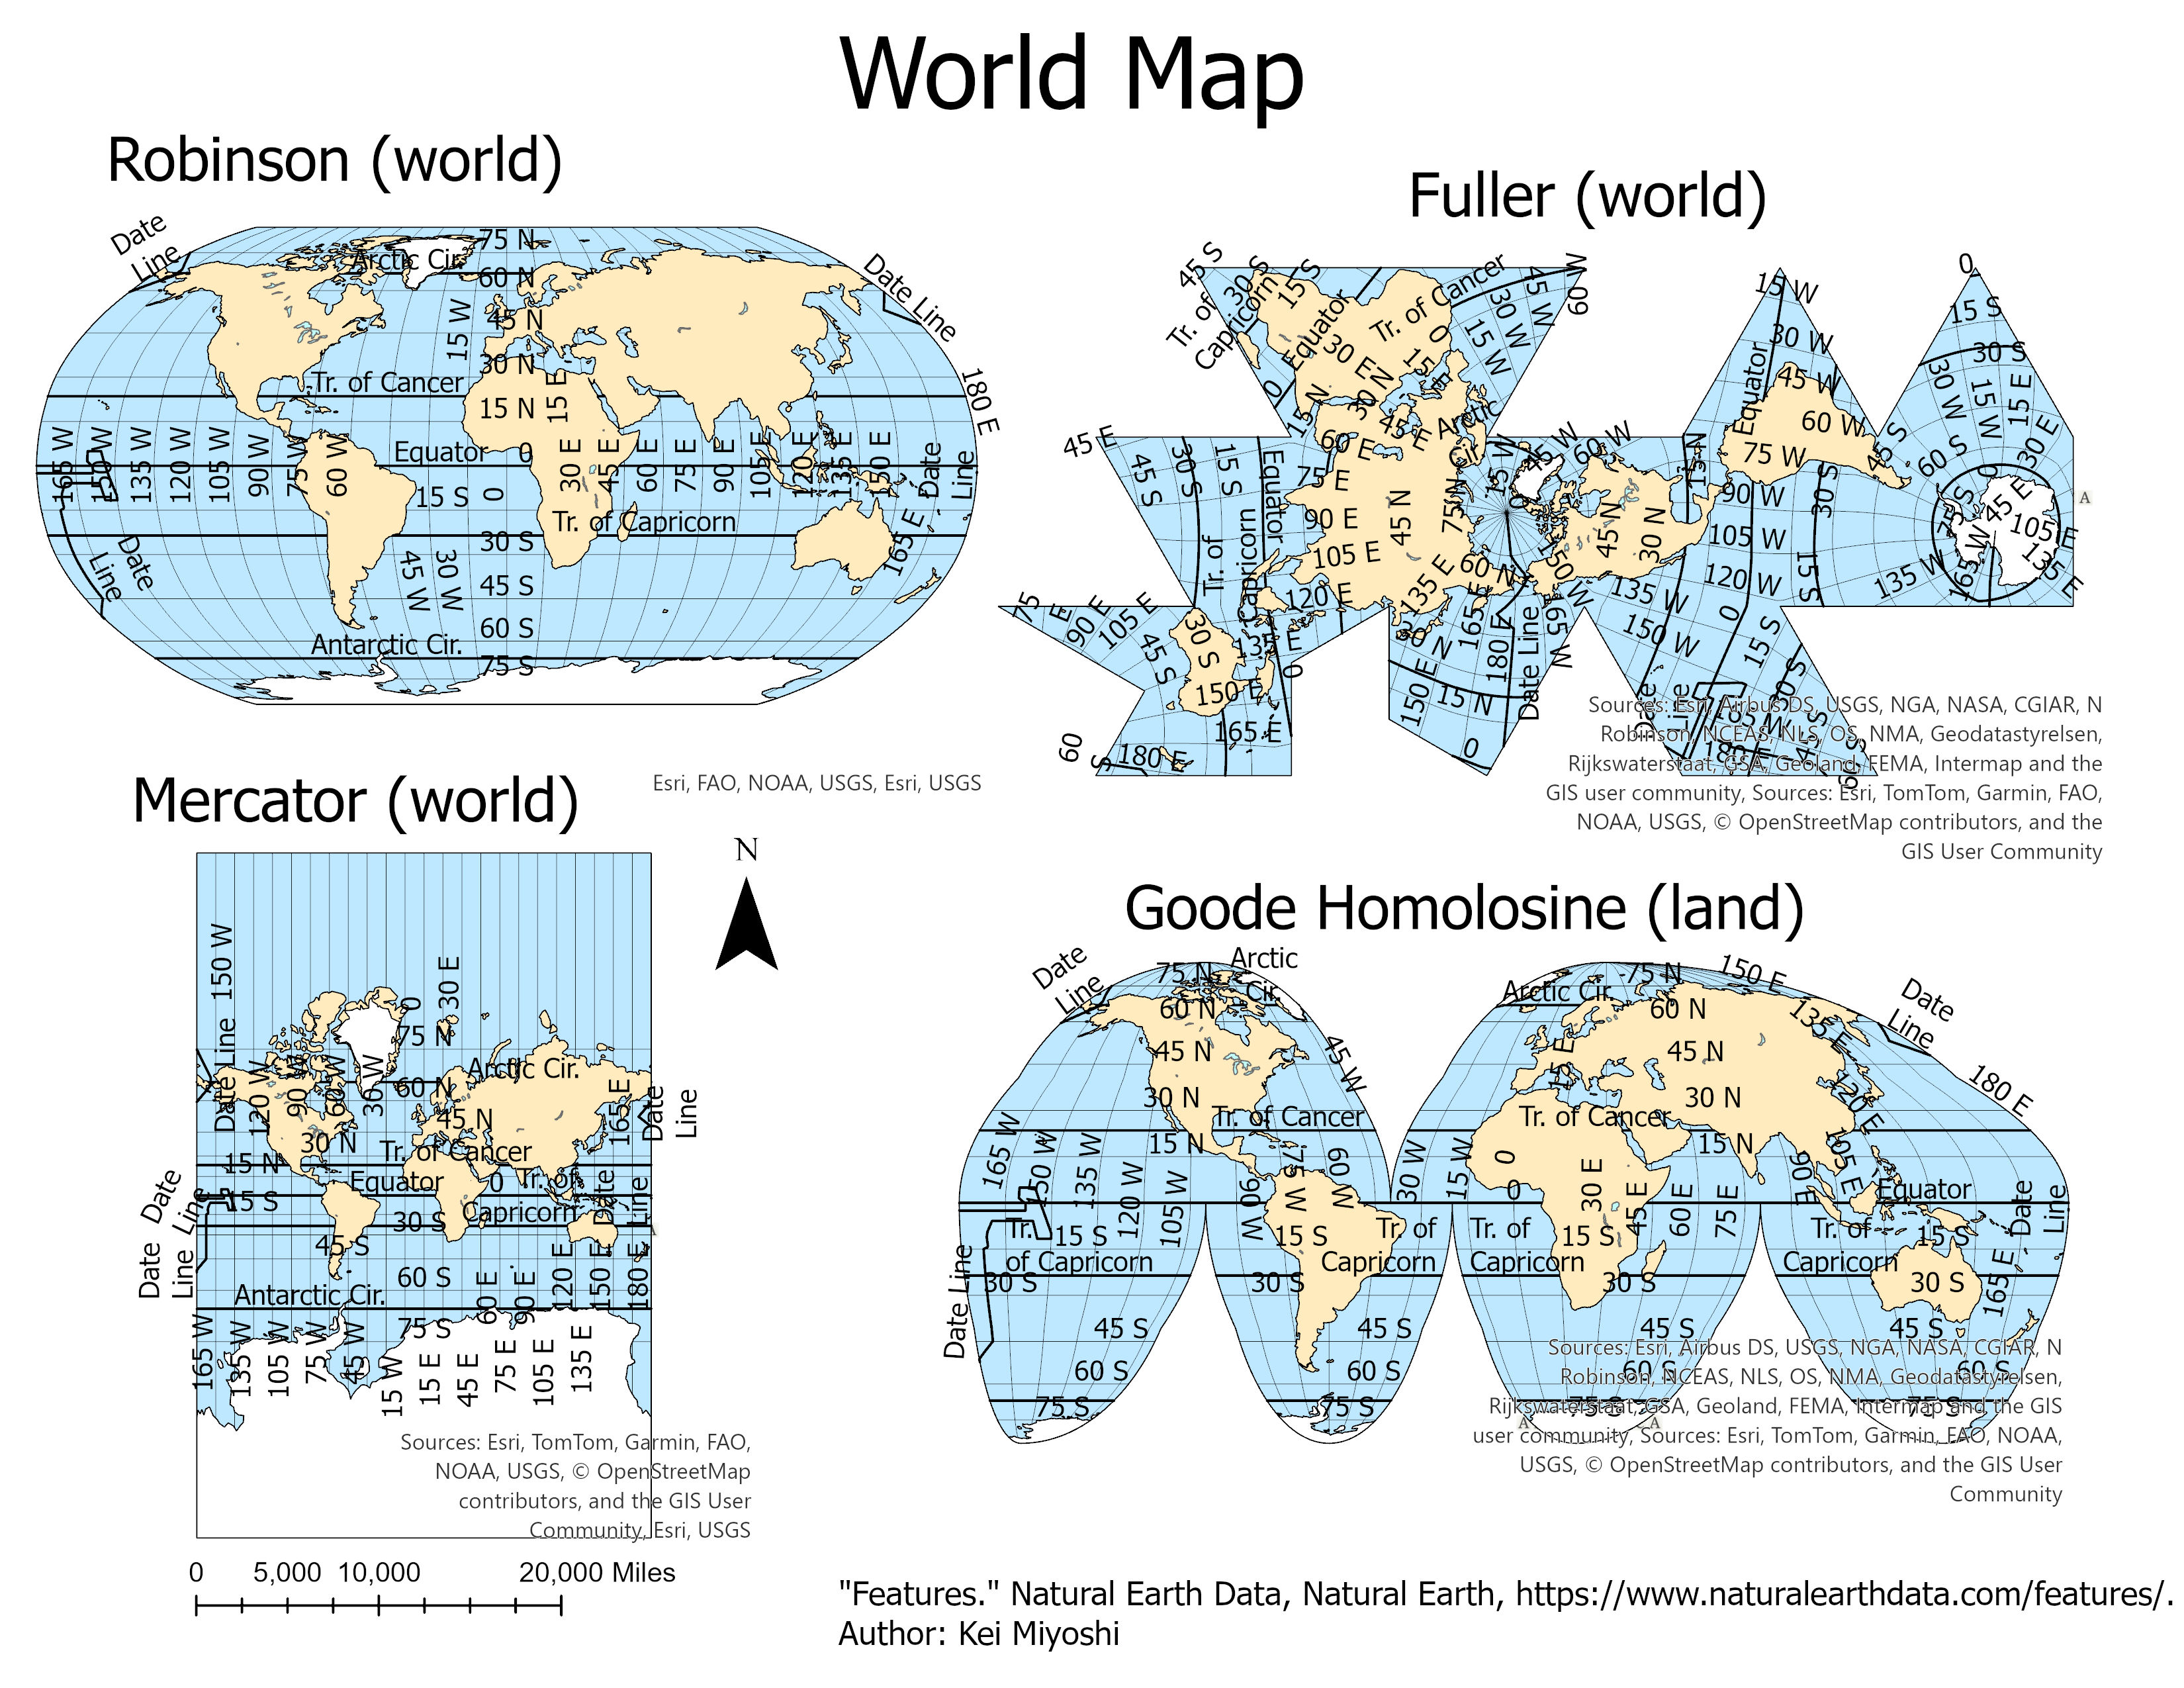 World Map
Robinson (world)
Date
Line
75 N
Arctic Cir.
60 N
45 N
15 W
30 N
Tr. of Cancer
15 N
15 E
Date Line
180 E
165 W
150 W
135 W
120 W
105 W
90 W
75 W
60 W
Equator
0
30 E
45 E
60 E
75 E
90 E
105 E
120 E
135 E
150 E
Date
Line
15 S
0
Tr. of Capricorn
165 E
30 S
45 W
30 W
Date
Line
45 S
60 S
Antarctic Cir.
75 S
Esri, FAO, NOAA, USGS, Esri, USGS
Fuller (world)
45 S
30 S
15 S
Tr. of
Capricorn
Equator
0
15 N
30 E
30 N
15 E
0
Tr. of Cancer
15 W
30 W
45 W
60 W
45 E
60 E
Arctic
Cir.
45 E
45 S
30 S
15 S
Equator
75 E
90 E
105 E
120 E
45 N
75 N
15 W
45 W
60 W
0
Tr. of
Capricorn
60 N
135 E
150 W
165 W
45 N
30 N
15 N
15 W
30 W
Equator
45 W
60 W
75 W
90 W
105 W
120 W
135 W
150 W
0
30 S
15 S
45 S
0
15 S
30 S
30 W
15 W
15 E
30 E
60 S
0
75 S
45 E
105 E
135 E
165 W
135 W
A
75
E
90 E
105 E
45 S
30 S
135 E
0
150 E
165 E
180 E
60
S
30 N
165 E
180 E
Date Line
150 E
15 N
0
Date
Line
15 S
30 S
165 W
45 S
60 S
Sources: Esri, Airbus DS, USGS, NGA, NASA, CGIAR, N
Robinson, NCEAS, NLS, OS, NMA, Geodatastyrelsen,
Rijkswaterstaat, GSA, Geoland, FEMA, Intermap and the
GIS user community, Sources: Esri, TomTom, Garmin, FAO,
NOAA, USGS, © OpenStreetMap contributors, and the
GIS User Community
Mercator (world)
N
150 W
30 E
0
75 N
Date Line
Arctic Cir.
120 W
90 W
60 W
30 W
60 N
165 E
Date
Line
45 N
30 N
Tr. of Cancer
15 N
Equator
0
Tr. of
Capricorn
Date
Line
15 S
Date
Line
30 S
45 S
Date
Line
60 S
60 E
90 E
120 E
150 E
180 E
Antarctic Cir.
75 S
165 W
135 W
105 W
75 W
45 W
15 W
15 E
45 E
75 E
105 E
135 E
Sources: Esri, TomTom, Garmin, FAO,
NOAA, USGS, © OpenStreetMap
contributors, and the GIS User
Community, Esri, USGS
0 5,000 10,000 20,000 Miles
Goode Homolosine (land)
Date
Line
75 N
Arctic
Cir.
60 N
45 N
45 W
30 N
Tr. of Cancer
15 N
165 W
150 W
135 W
120 W
105 W
90 W
75 W
60 W
30 W
15 W
Arctic Cir.
75 N
150 E
60 N
135 E
Date
Line
45 N
15 E
30 N
120 E
180 E
Tr. of Cancer
15 N
0
0
30 E
45 E
60 E
75 E
90 E
105 E
Equator
Date
Line
Tr.
of Capricorn
15 S
15 S
Tr. of
Capricorn
Tr. of
Capricorn
15 S
Tr. of
Capricorn
15 S
165 E
Date Line
30 S
30 S
30 S
30 S
45 S
45 S
45 S
45 S
60 S
60 S
60 S
60 S
75 S
75 S
75 S
75 S
A
A
Sources: Esri, Airbus DS, USGS, NGA, NASA, CGIAR, N
Robinson, NCEAS, NLS, OS, NMA, Geodatastyrelsen,
Rijkswaterstaat, GSA, Geoland, FEMA, Intermap and the GIS
user community, Sources: Esri, TomTom, Garmin, FAO, NOAA,
USGS, © OpenStreetMap contributors, and the GIS User
Community
"Features." Natural Earth Data, Natural Earth, https://www.naturalearthdata.com/features/.
Author: Kei Miyoshi